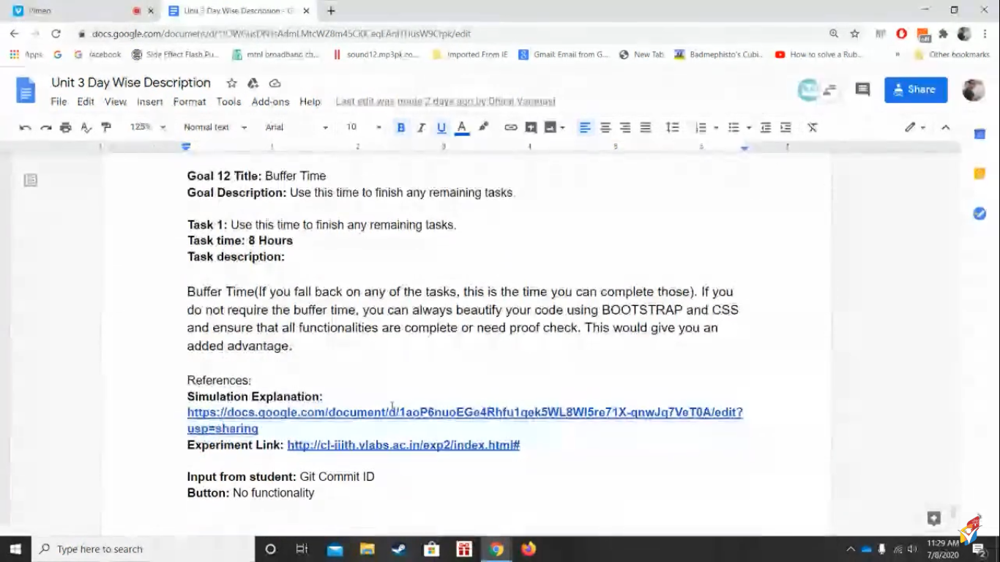 Pimen
Unit 3 Day Wise Description - G
docs.google.com/document/d/
Apps
facebook
Side Effect Flash Pu...
mtnl broadband ch...
sound12.mp3pk.co...
Imported From IE
Gmail: Email from G...
New Tab
Badmephisto's Cubi...
How to solve a Rub...
»
Other bookmarks
Unit 3 Day Wise Description
File Edit View Insert Format Tools Add-ons Help Last edit was made 2 days ago by
Share
125% Normal text Arial 10 B I U A
1 1 2 3 4 5 6 7
Goal 12 Title: Buffer Time
Goal Description: Use this time to finish any remaining tasks.
Task 1: Use this time to finish any remaining tasks.
Task time: 8 Hours
Task description:
Buffer Time(If you fall back on any of the tasks, this is the time you can complete those). If you
do not require the buffer time, you can always beautify your code using BOOTSTRAP and CSS
and ensure that all functionalities are complete or need proof check. This would give you an
added advantage.
References:
Simulation Explanation:
https://docs.google.com/document/d/1aoP6nuoEGe4Rhfu1qek5WL8WI5re71X-qnwJq7VeT0A/edit?
usp=sharing
Experiment Link: http://cl-iiith.vlabs.ac.in/exp2/index.html#
Input from student: Git Commit ID
Button: No functionality
Type here to search
11:29 AM
7/8/2020